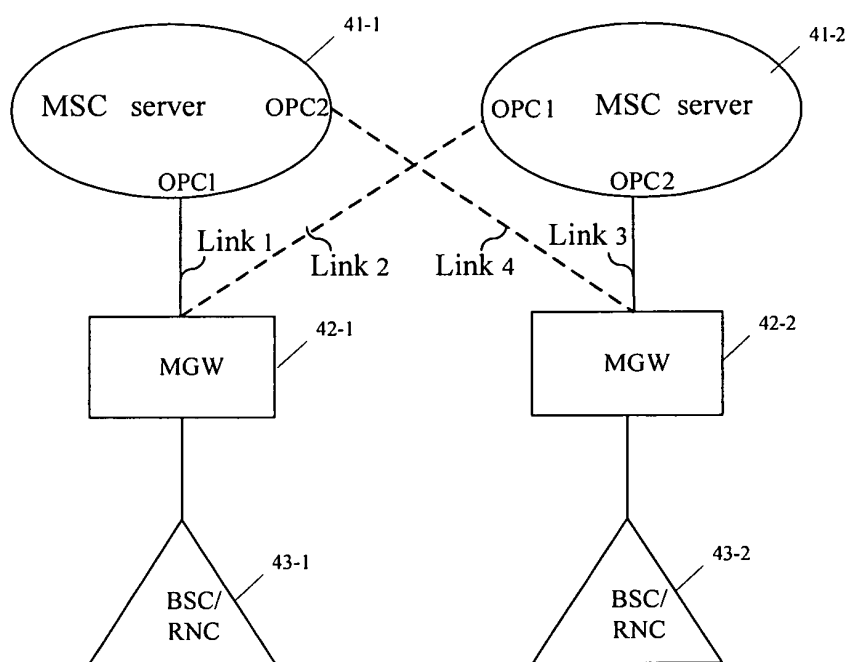 41-1
41-2
MSC server
OPC2
OPC1
MSC server
OPC1
OPC2
Link 1
Link 2
Link 4
Link 3
42-1
42-2
MGW
MGW
43-1
43-2
BSC/
RNC
BSC/
RNC